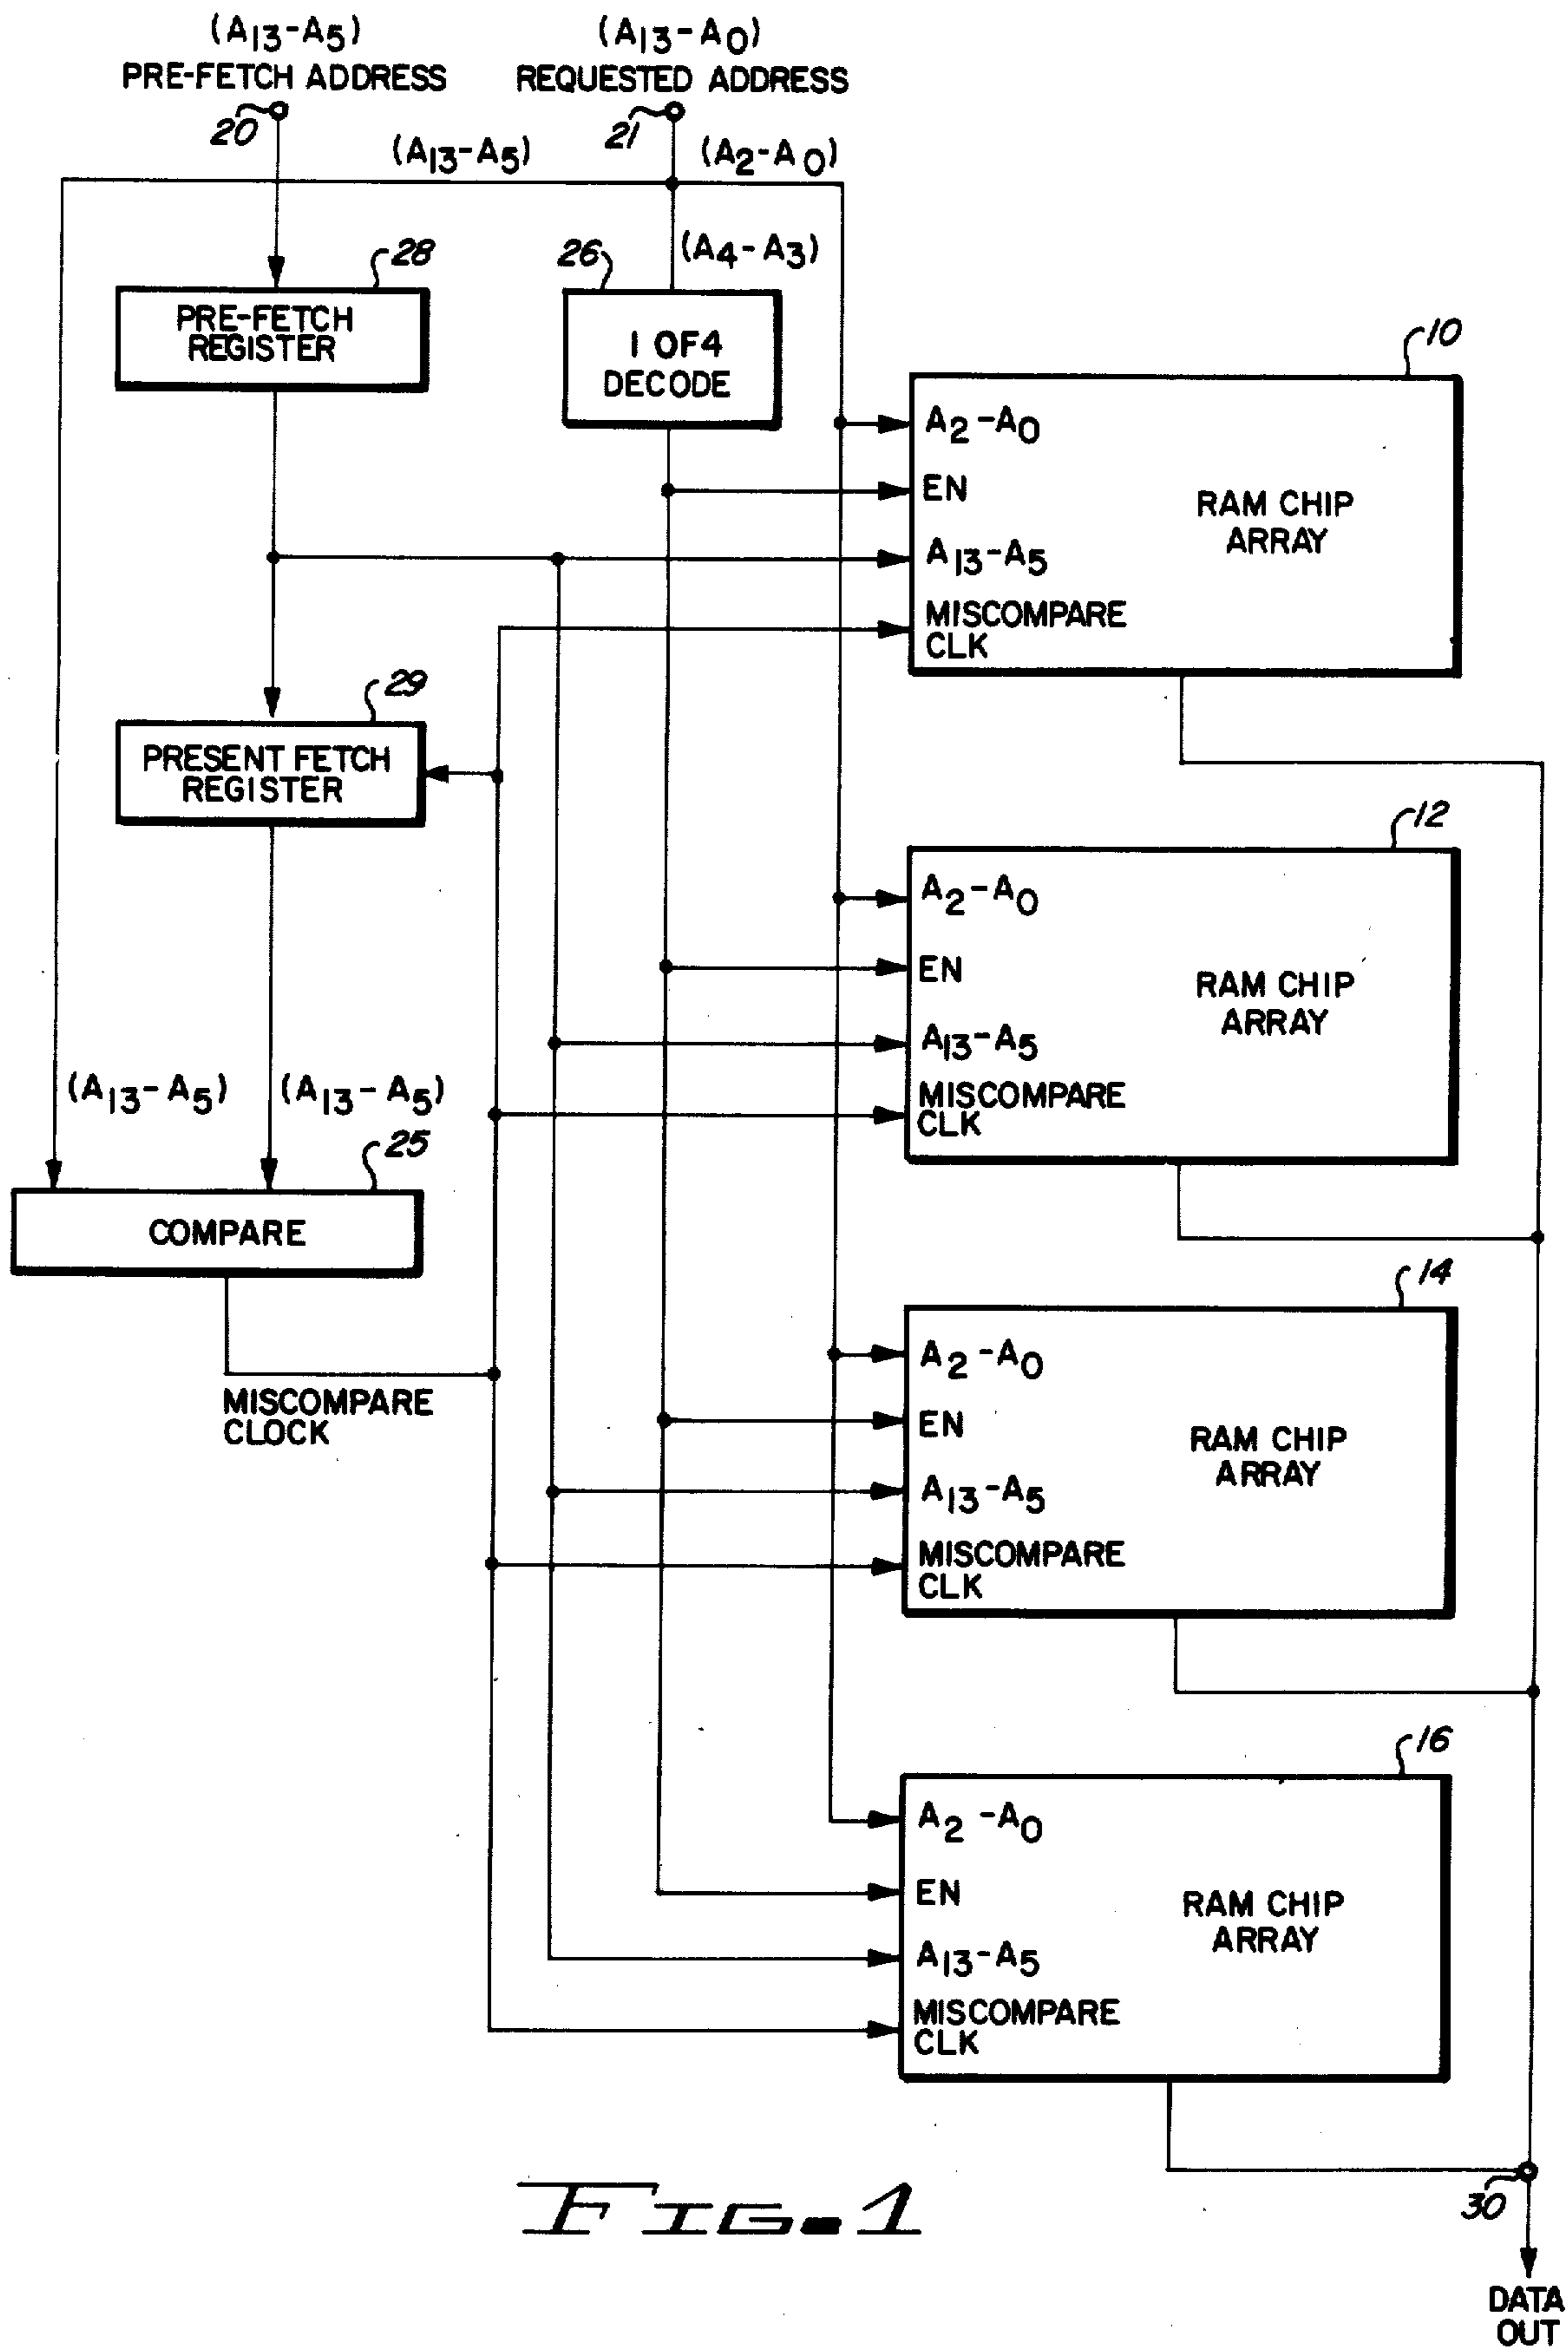 (A13-A5)
PRE-FETCH ADDRESS
20
(A13-A0)
REQUESTED ADDRESS
21
(A13-A5)
(A2-A0)
(A4-A3)
28
PRE-FETCH
REGISTER
26
1 OF 4
DECODE
10
A2-A0
EN
A13-A5
MISCOMPARE
CLK
RAM CHIP
ARRAY
29
PRESENT FETCH
REGISTER
12
A2-A0
EN
A13-A5
MISCOMPARE
CLK
RAM CHIP
ARRAY
(A13-A5)
(A13-A5)
25
COMPARE
MISCOMPARE
CLOCK
14
A2-A0
EN
A13-A5
MISCOMPARE
CLK
RAM CHIP
ARRAY
16
A2-A0
EN
A13-A5
MISCOMPARE
CLK
RAM CHIP
ARRAY
30
DATA
OUT
FIG-1